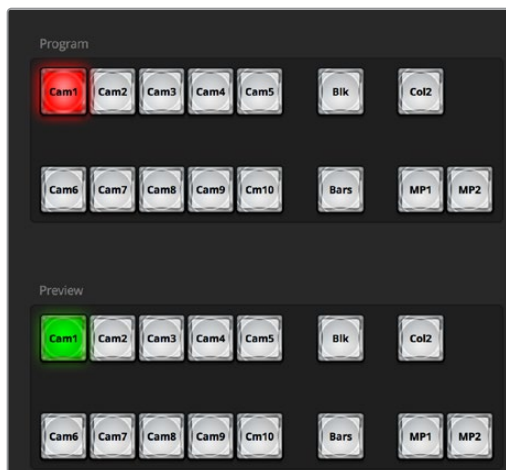 Program
Cam1 Cam2 Cam3 Cam4 Cam5 Blk Col2
Cam6 Cam7 Cam8 Cam9 Cm10 Bars MP1 MP2
Preview
Cam1 Cam2 Cam3 Cam4 Cam5 Blk Col2
Cam6 Cam7 Cam8 Cam9 Cm10 Bars MP1 MP2